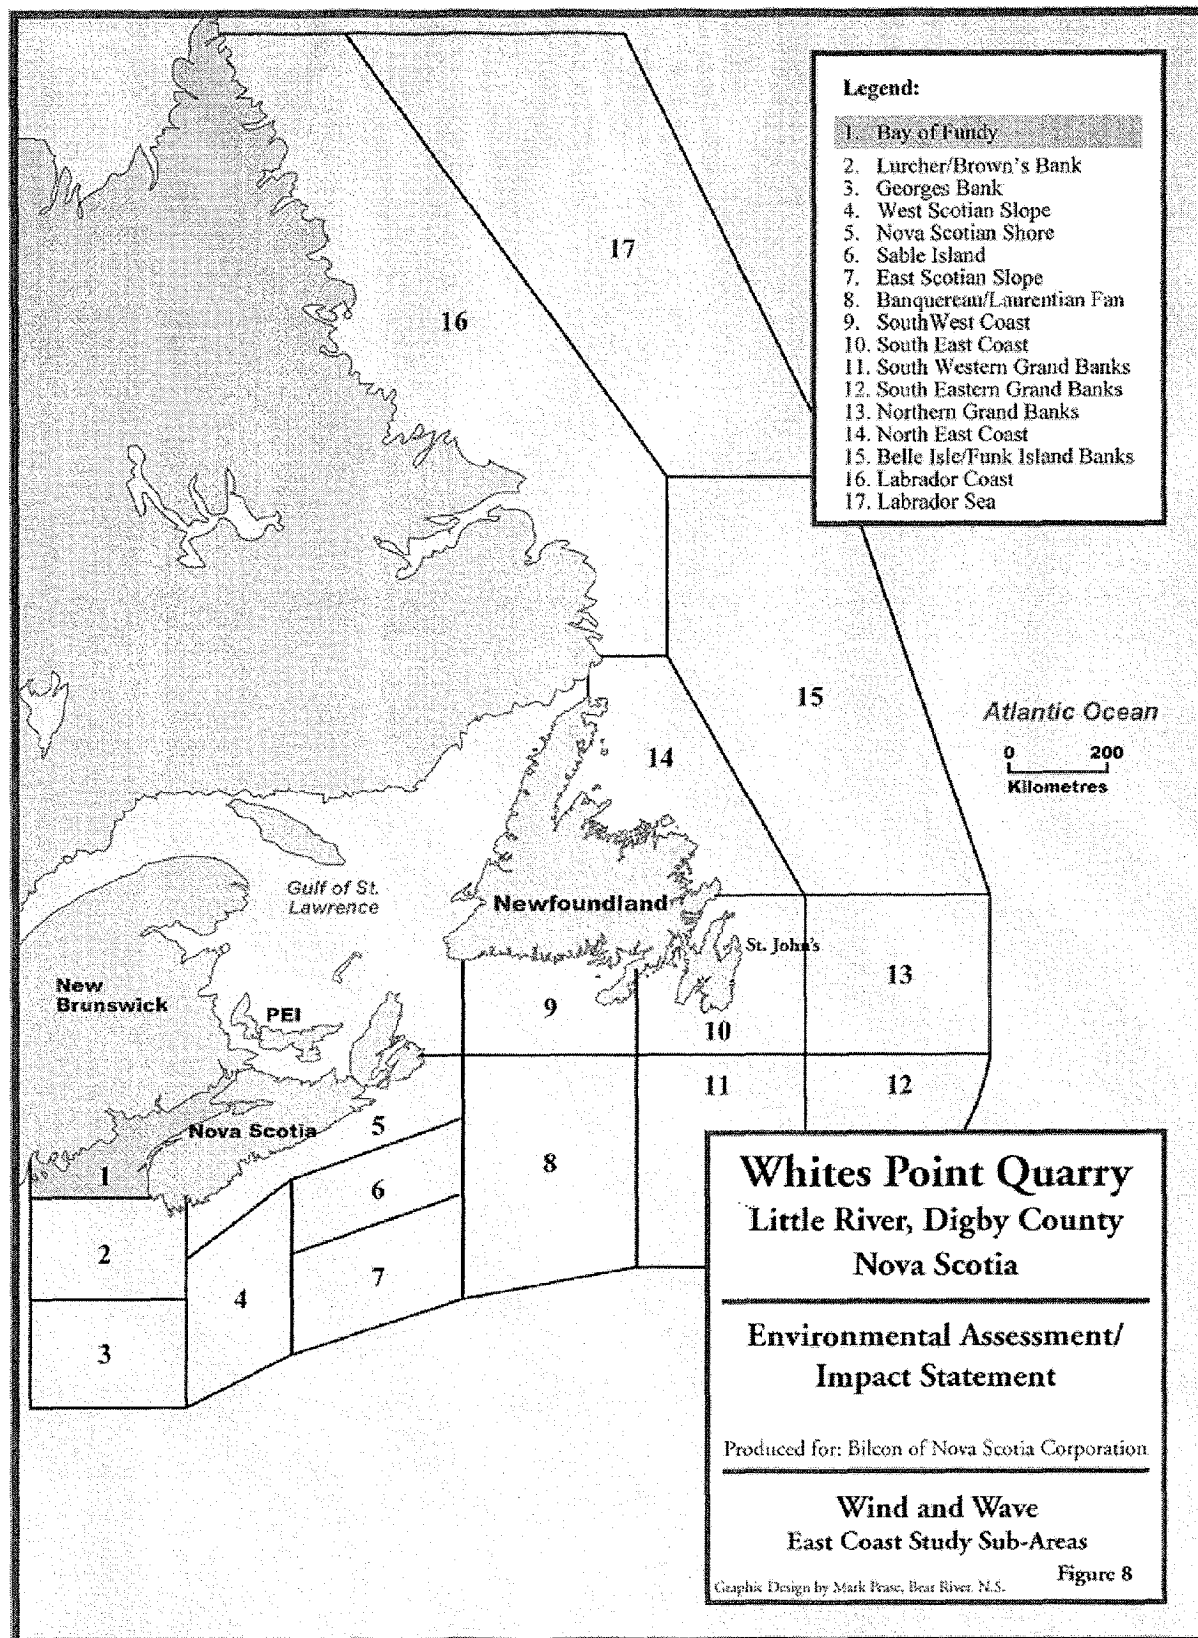 Legend:
1. Bay of Fundy
2. Lurcher/Brown's Bank
3. Georges Bank
4. West Scotian Slope
5. Nova Scotian Shore
6. Sable Island
7. East Scotian Slope
8. Banquereau/Laurentian Fan
9. SouthWest Coast
10. South East Coast
11. South Western Grand Banks
12. South Eastern Grand Banks
13. Northern Grand Banks
14. North East Coast
15. Belle Isle/Funk Island Banks
16. Labrador Coast
17. Labrador Sea
17
16
15
Atlantic Ocean
0 200
Kilometres
14
Gulf of St.
Lawrence
Newfoundland
St. John's
New
Brunswick
PEI
9
10
13
11
12
Nova Scotia
5
1
6
8
2
7
4
3
Whites Point Quarry
Little River, Digby County
Nova Scotia
Environmental Assessment/
Impact Statement
Produced for: Bilcon of Nova Scotia Corporation
Wind and Wave
East Coast Study Sub-Areas
Figure 8
Graphic Design by Mark Pease, Bear River, N.S.